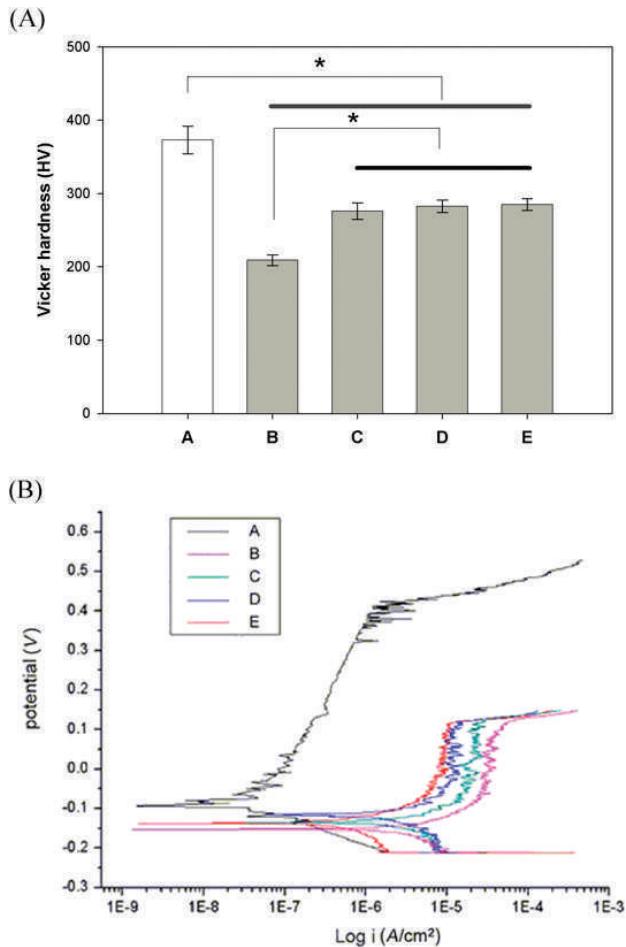 (A)
500
400
300
200
100
0
Vicker hardness (HV)
*
*
A B C D E
(B)
0.6
0.5
0.4
0.3
0.2
0.1
0.0
-0.1
-0.2
-0.3
potential (V)
A
B
C
D
E
1E-9 1E-8 1E-7 1E-6 1E-5 1E-4 1E-3
Log i (A/cm²)